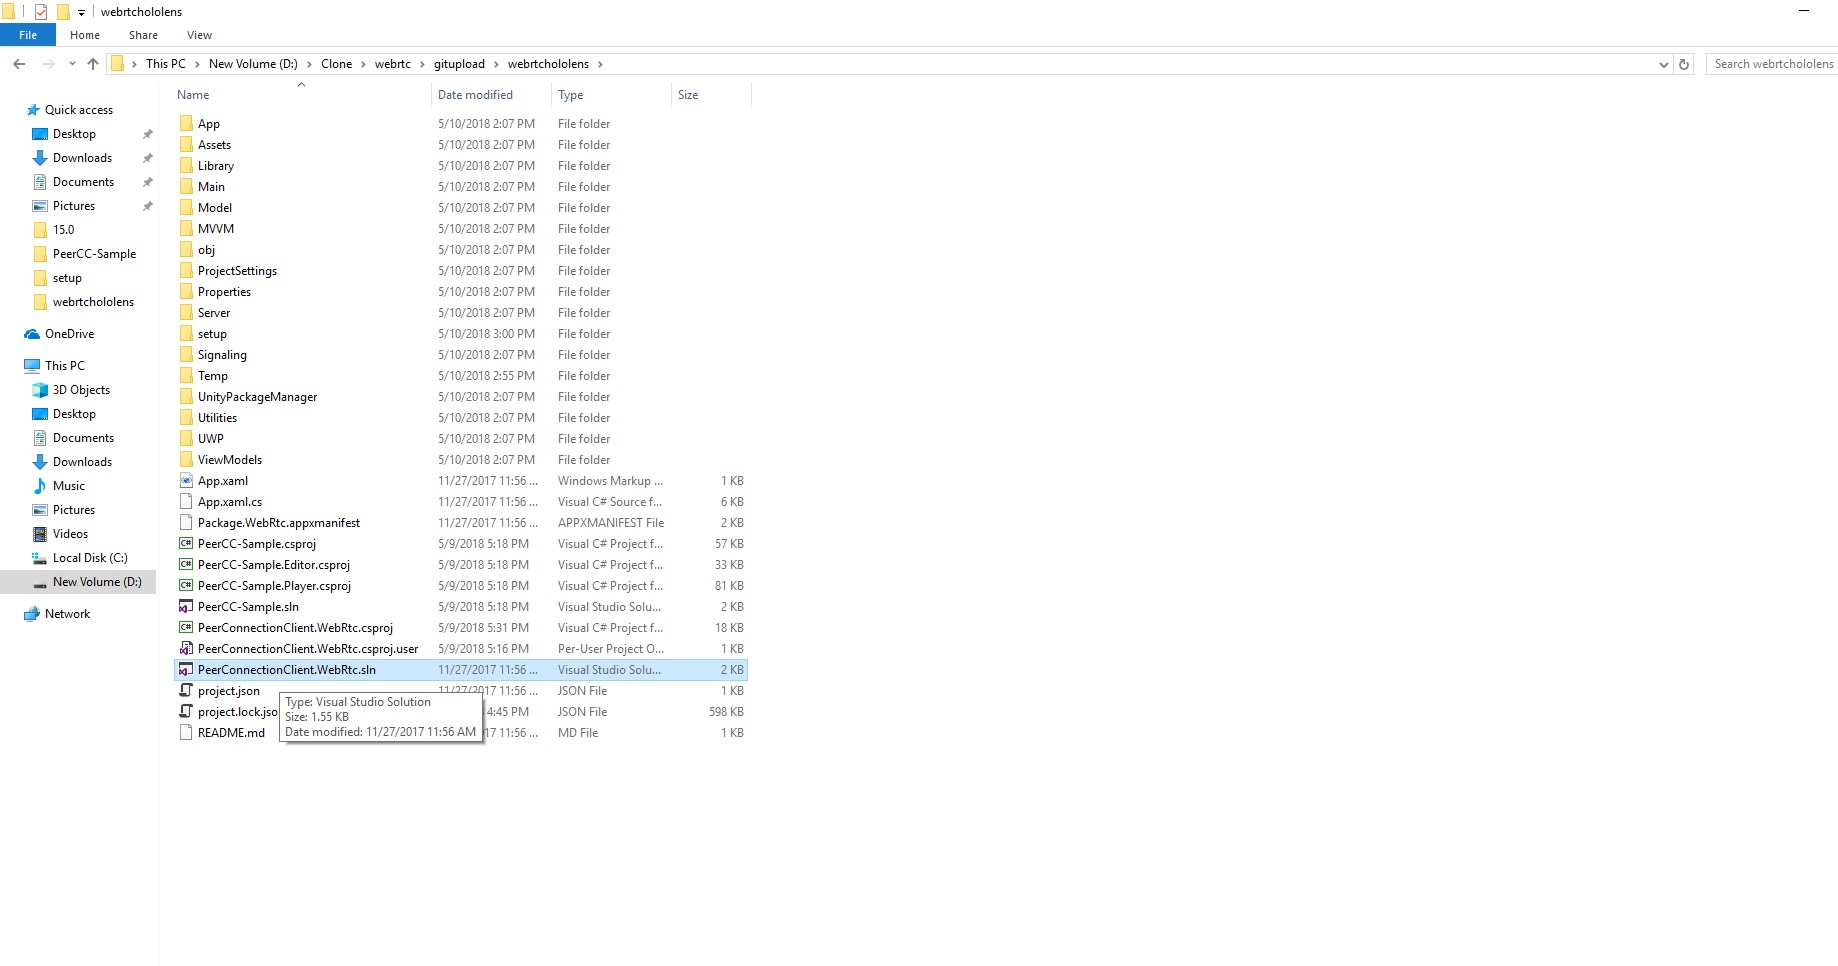 webrtchololens
File Home Share View
This PC New Volume (D:) Clone webrtc gitupload webrtchololens Search webrtchololens
Name Date modified Type Size
Quick access
Desktop
Downloads
Documents
Pictures
15.0
PeerCC-Sample
setup
webrtchololens
OneDrive
This PC
3D Objects
Desktop
Documents
Downloads
Music
Pictures
Videos
Local Disk (C:)
New Volume (D:)
Network
App 5/10/2018 2:07 PM File folder
Assets 5/10/2018 2:07 PM File folder
Library 5/10/2018 2:07 PM File folder
Main 5/10/2018 2:07 PM File folder
Model 5/10/2018 2:07 PM File folder
MVVM 5/10/2018 2:07 PM File folder
obj 5/10/2018 2:07 PM File folder
ProjectSettings 5/10/2018 2:07 PM File folder
Properties 5/10/2018 2:07 PM File folder
Server 5/10/2018 2:07 PM File folder
setup 5/10/2018 3:00 PM File folder
Signaling 5/10/2018 2:07 PM File folder
Temp 5/10/2018 2:55 PM File folder
UnityPackageManager 5/10/2018 2:07 PM File folder
Utilities 5/10/2018 2:07 PM File folder
UWP 5/10/2018 2:07 PM File folder
ViewModels 5/10/2018 2:07 PM File folder
App.xaml 11/27/2017 11:56 ... Windows Markup ... 1 KB
App.xaml.cs 11/27/2017 11:56 ... Visual C# Source f... 6 KB
Package.WebRtc.appxmanifest 11/27/2017 11:56 ... APPXMANIFEST File 2 KB
PeerCC-Sample.csproj 5/9/2018 5:18 PM Visual C# Project f... 57 KB
PeerCC-Sample.Editor.csproj 5/9/2018 5:18 PM Visual C# Project f... 33 KB
PeerCC-Sample.Player.csproj 5/9/2018 5:18 PM Visual C# Project f... 81 KB
PeerCC-Sample.sln 5/9/2018 5:18 PM Visual Studio Solu... 2 KB
PeerConnectionClient.WebRtc.csproj 5/9/2018 5:31 PM Visual C# Project f... 18 KB
PeerConnectionClient.WebRtc.csproj.user 5/9/2018 5:16 PM Per-User Project O... 1 KB
PeerConnectionClient.WebRtc.sln 11/27/2017 11:56 ... Visual Studio Solu... 2 KB
project.json 11/27/2017 11:56 ... JSON File 1 KB
project.lock.jso 4:45 PM JSON File 598 KB
README.md 17 11:56 ... MD File 1 KB
Type: Visual Studio Solution
Size: 1.55 KB
Date modified: 11/27/2017 11:56 AM